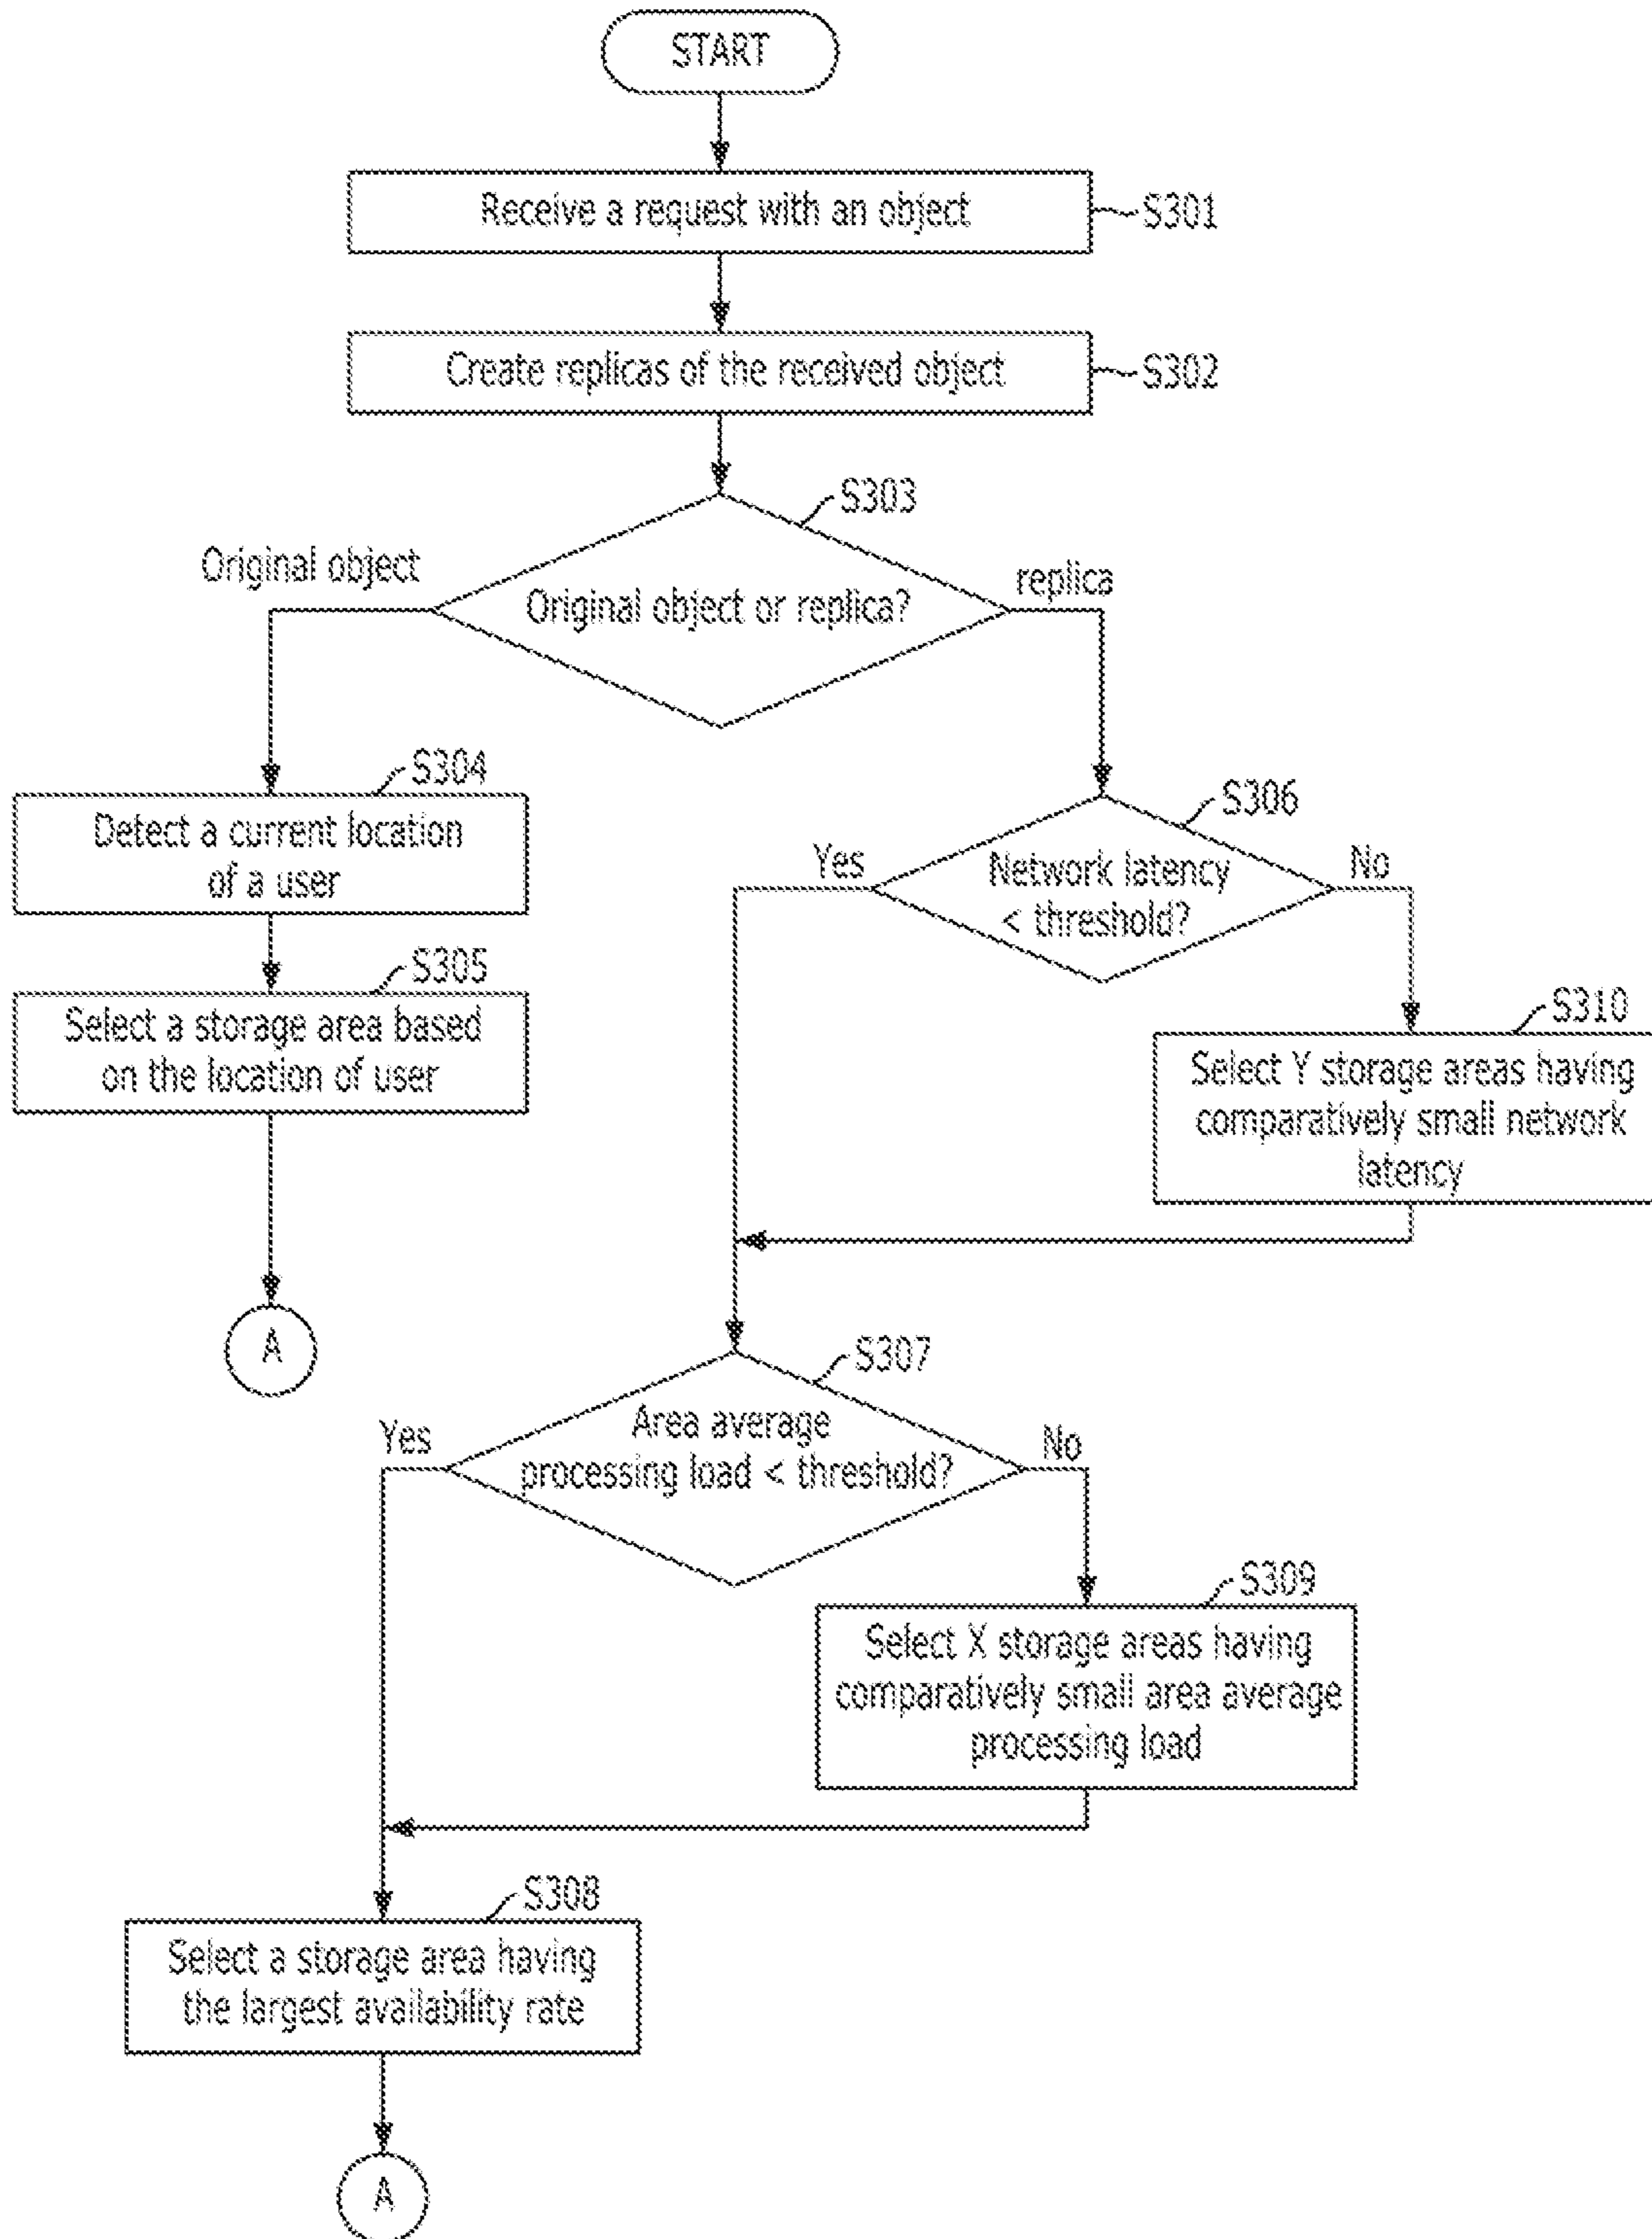 START
Receive a request with an object
S301
Create replicas of the received object
S302
S303
Original object
Original object or replica?
replica
S304
Detect a current location
of a user
S305
Select a storage area based
on the location of user
A
S306
Yes
Network latency
< threshold?
No
S310
Select Y storage areas having
comparatively small network
latency
S307
Yes
Area average
processing load < threshold?
No
S309
Select X storage areas having
comparatively small area average
processing load
S308
Select a storage area having
the largest availability rate
A